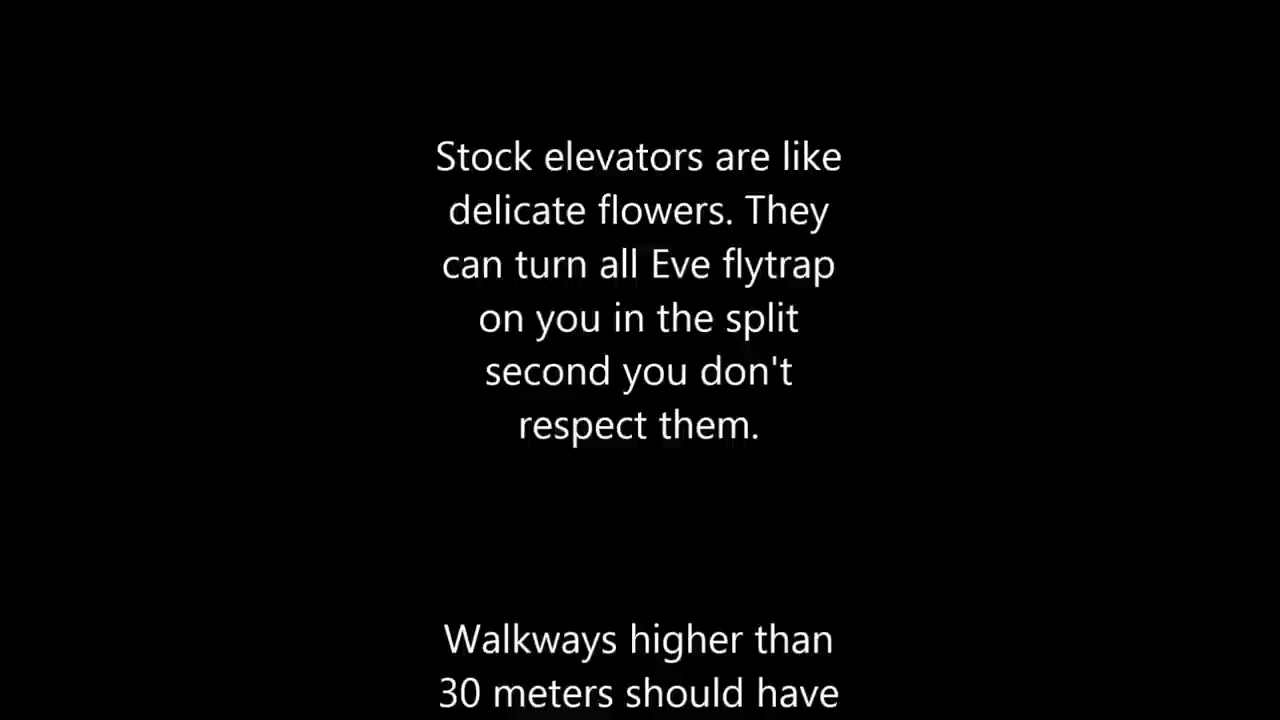 Stock elevators are like
delicate flowers. They
can turn all Eve flytrap
on you in the split
second you don't
respect them.
Walkways higher than
30 meters should have